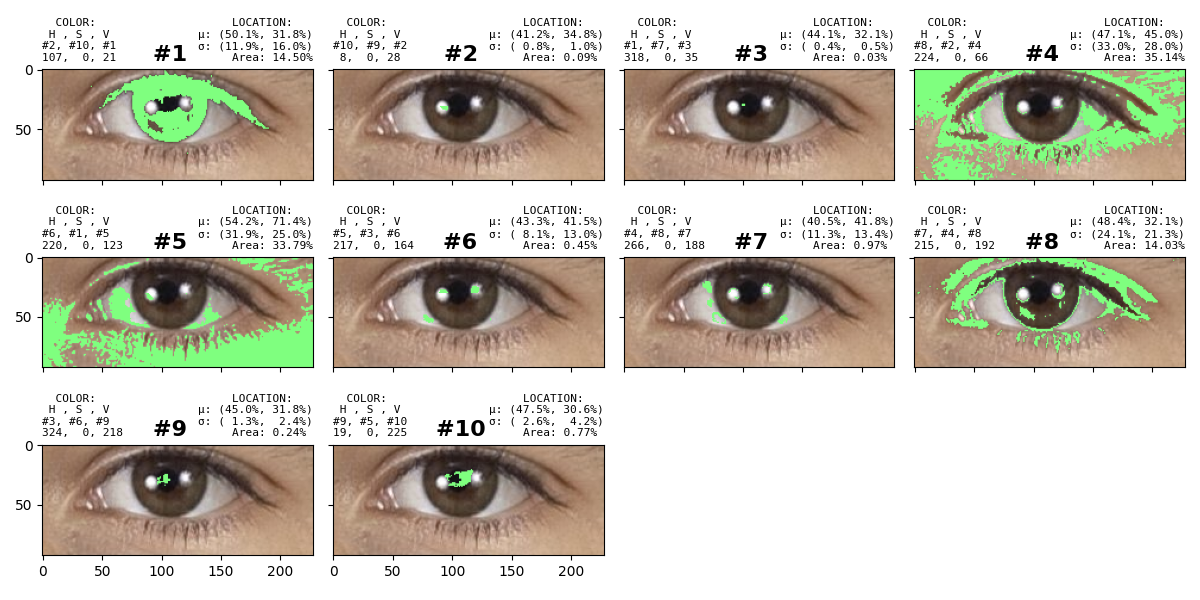 COLOR: LOCATION:
H , S , V μ: (50.1%, 31.8%)
#2, #10, #1 #1 σ: (11.9%, 16.0%)
107, 0, 21 Area: 14.50%
COLOR: LOCATION:
H , S , V μ: (41.2%, 34.8%)
#10, #9, #2 #2 σ: ( 0.8%, 1.0%)
8, 0, 28 Area: 0.09%
COLOR: LOCATION:
H , S , V μ: (44.1%, 32.1%)
#1, #7, #3 #3 σ: ( 0.4%, 0.5%)
318, 0, 35 Area: 0.03%
COLOR: LOCATION:
H , S , V μ: (47.1%, 45.0%)
#8, #2, #4 #4 σ: (33.0%, 28.0%)
224, 0, 66 Area: 35.14%
0
50
COLOR: LOCATION:
H , S , V μ: (54.2%, 71.4%)
#6, #1, #5 #5 σ: (31.9%, 25.0%)
220, 0, 123 Area: 33.79%
COLOR: LOCATION:
H , S , V μ: (43.3%, 41.5%)
#5, #3, #6 #6 σ: ( 8.1%, 13.0%)
217, 0, 164 Area: 0.45%
COLOR: LOCATION:
H , S , V μ: (40.5%, 41.8%)
#4, #8, #7 #7 σ: (11.3%, 13.4%)
266, 0, 188 Area: 0.97%
COLOR: LOCATION:
H , S , V μ: (48.4%, 32.1%)
#7, #4, #8 #8 σ: (24.1%, 21.3%)
215, 0, 192 Area: 14.03%
0
50
COLOR: LOCATION:
H , S , V μ: (45.0%, 31.8%)
#3, #6, #9 #9 σ: ( 1.3%, 2.4%)
324, 0, 218 Area: 0.24%
COLOR: LOCATION:
H , S , V μ: (47.5%, 30.6%)
#9, #5, #10 #10 σ: ( 2.6%, 4.2%)
19, 0, 225 Area: 0.77%
0
50
0 50 100 150 200
0 50 100 150 200